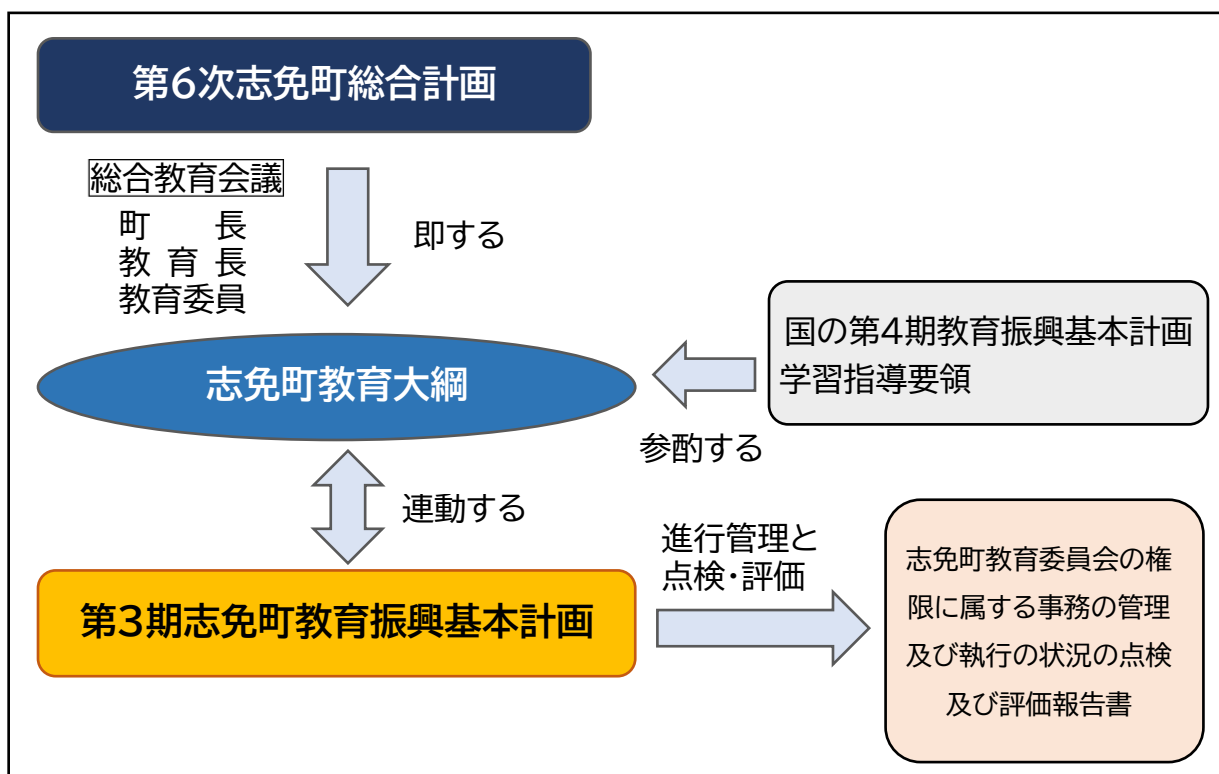 第6次志免町総合計画
総合教育会議
町　　長
教 育 長
教育委員
即する
国の第4期教育振興基本計画
学習指導要領
志免町教育大綱
参酌する
連動する
進行管理と
点検・評価
第3期志免町教育振興基本計画
志免町教育委員会の権
限に属する事務の管理
及び執行の状況の点検
及び評価報告書